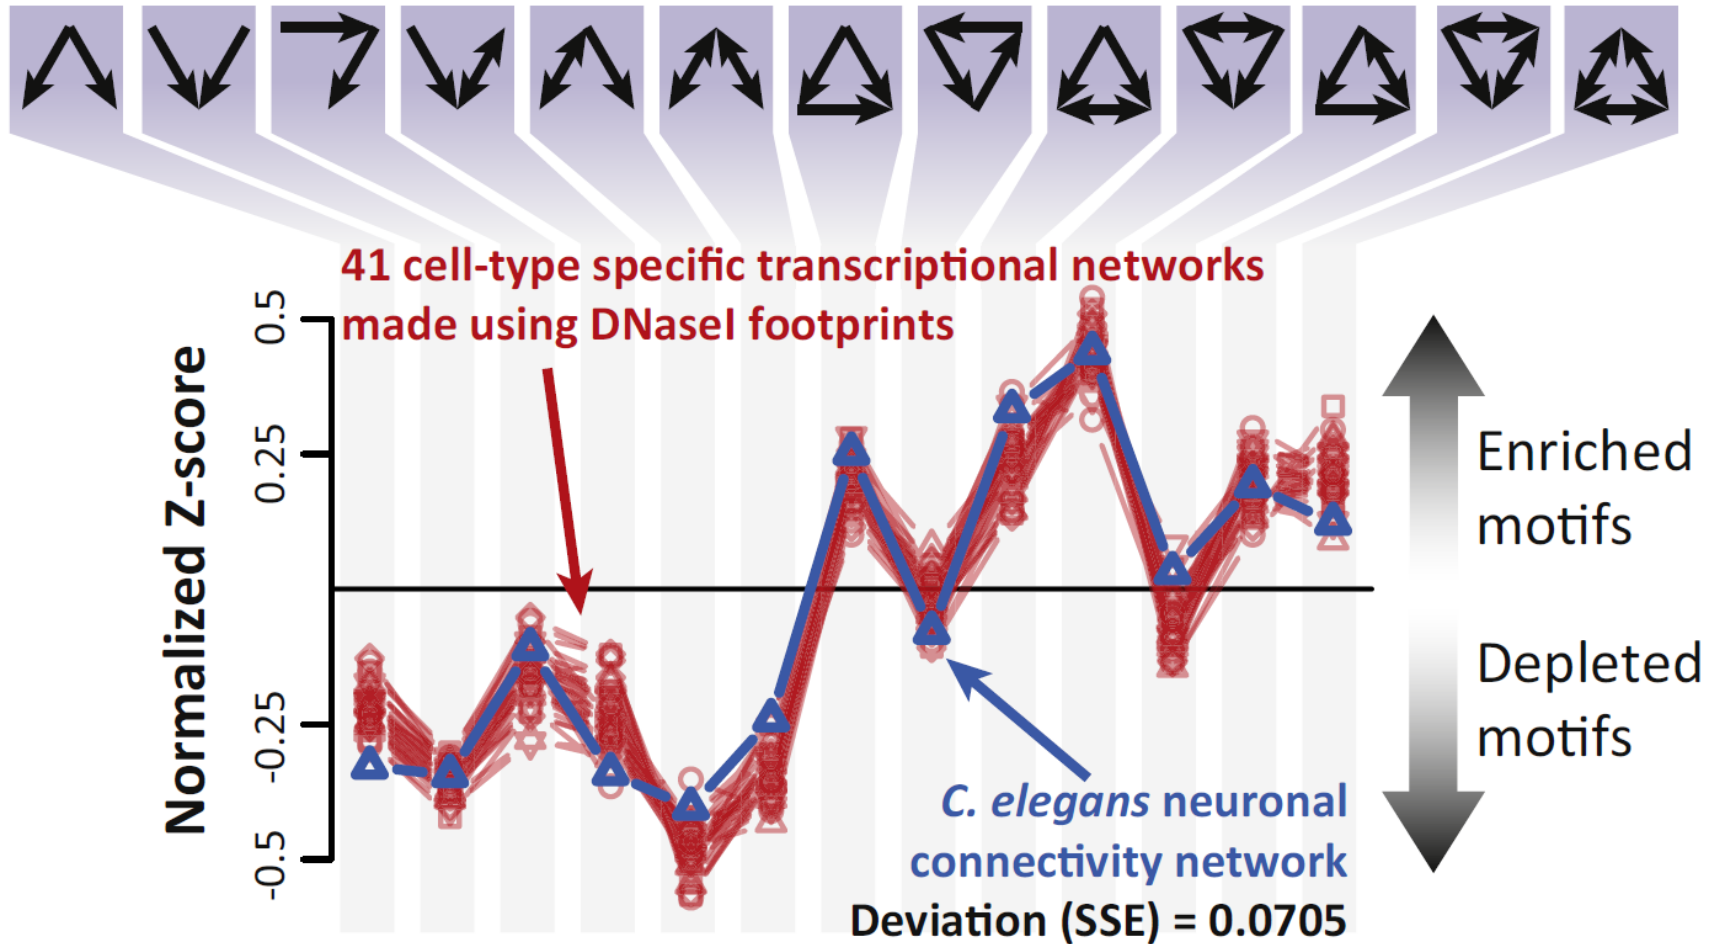 41 cell-type specific transcriptional networks
made using DNaseI footprints
Normalized Z-score
0.5
0.25
-0.25
-0.5
Enriched
motifs
Depleted
motifs
C. elegans neuronal
connectivity network
Deviation (SSE) = 0.0705